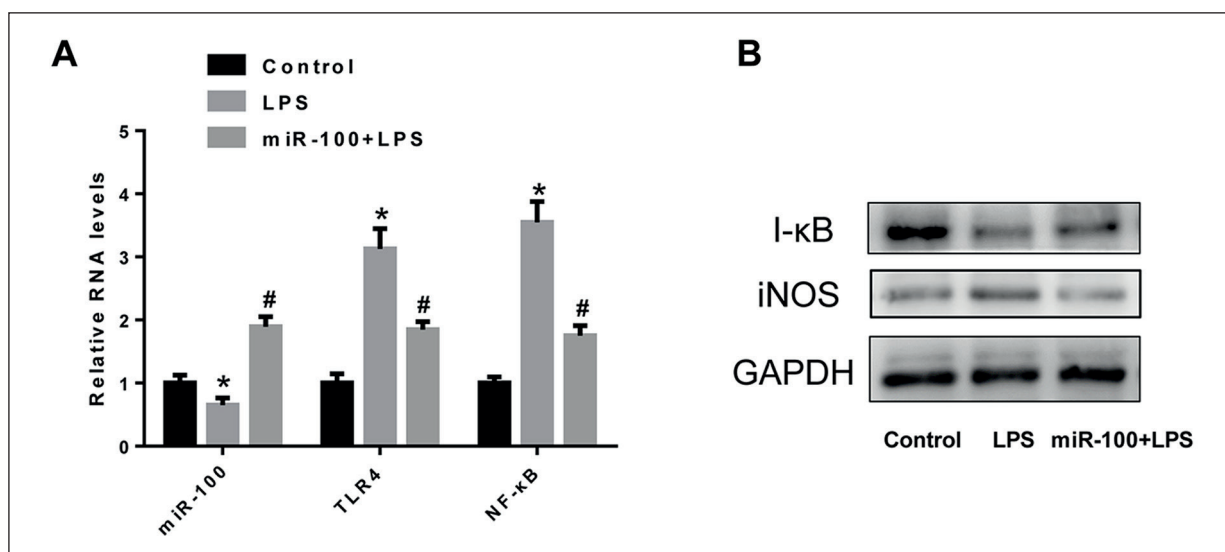 A
Control
LPS
miR-100+LPS
Relative RNA levels
5
4
3
2
1
0
*
#
*
#
*
#
miR-100
TLR4
NF-κB
B
I-κB
iNOS
GAPDH
Control LPS miR-100+LPS